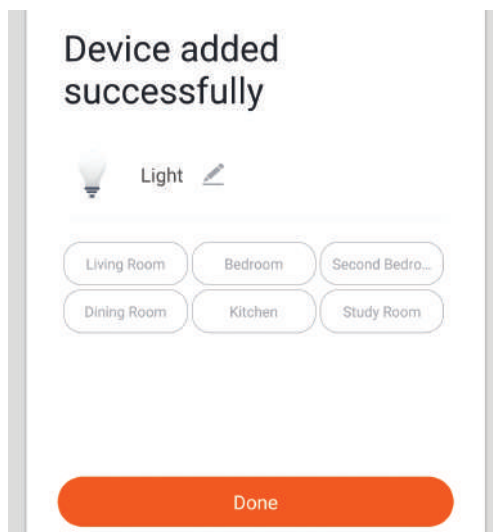 Device added
successfully
Light
Living Room Bedroom Second Bedro...
Dining Room Kitchen Study Room
Done